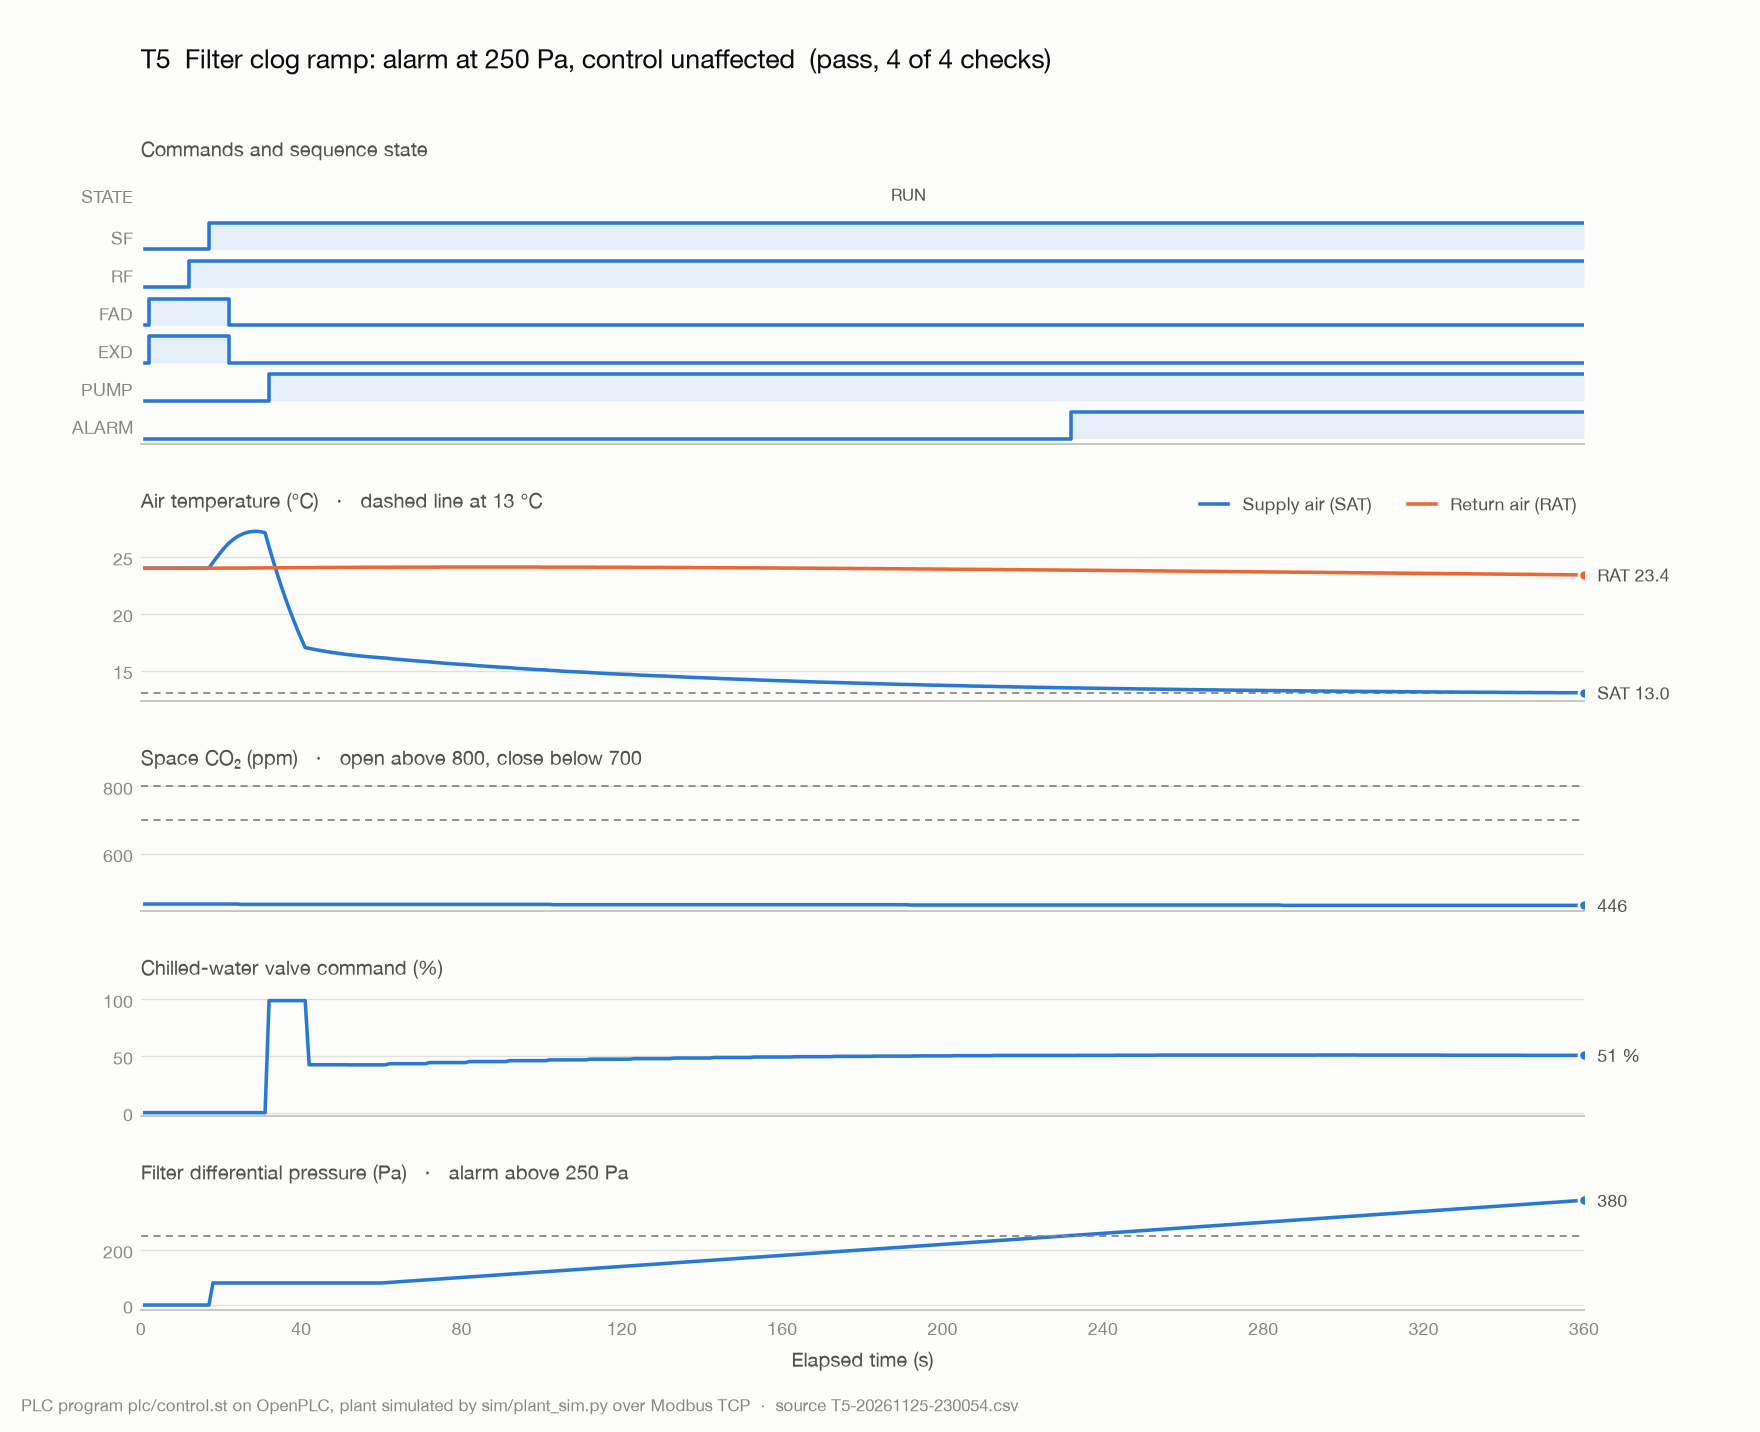 T5  Filter clog ramp: alarm at 250 Pa, control unaffected  (pass, 4 of 4 checks)
Commands and sequence state
STATE
RUN
SF
RF
FAD
EXD
PUMP
ALARM
Air temperature (°C)   ·   dashed line at 13 °C
Supply air (SAT)
Return air (RAT)
25
20
15
RAT 23.4
SAT 13.0
Space CO₂ (ppm)   ·   open above 800, close below 700
800
600
446
Chilled-water valve command (%)
100
50
0
51 %
Filter differential pressure (Pa)   ·   alarm above 250 Pa
200
0
380
0 40 80 120 160 200 240 280 320 360
Elapsed time (s)
PLC program plc/control.st on OpenPLC, plant simulated by sim/plant_sim.py over Modbus TCP  ·  source T5-20261125-230054.csv